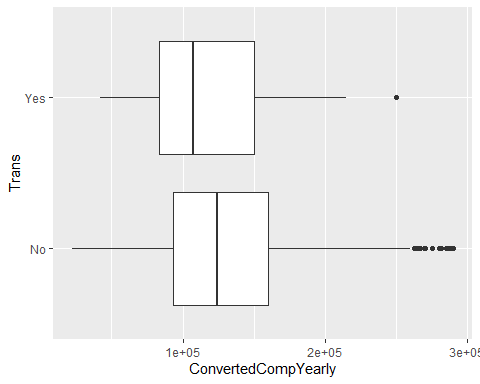 Yes
Trans
No
1e+05 2e+05 3e+05
ConvertedCompYearly